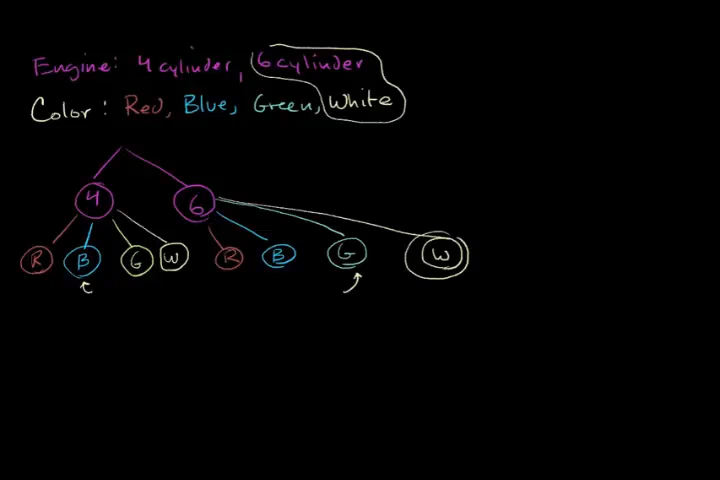 Engine: 4 cylinder, 6 cylinder
Color: Red, Blue, Green, White
4 6
R B G W R B G W